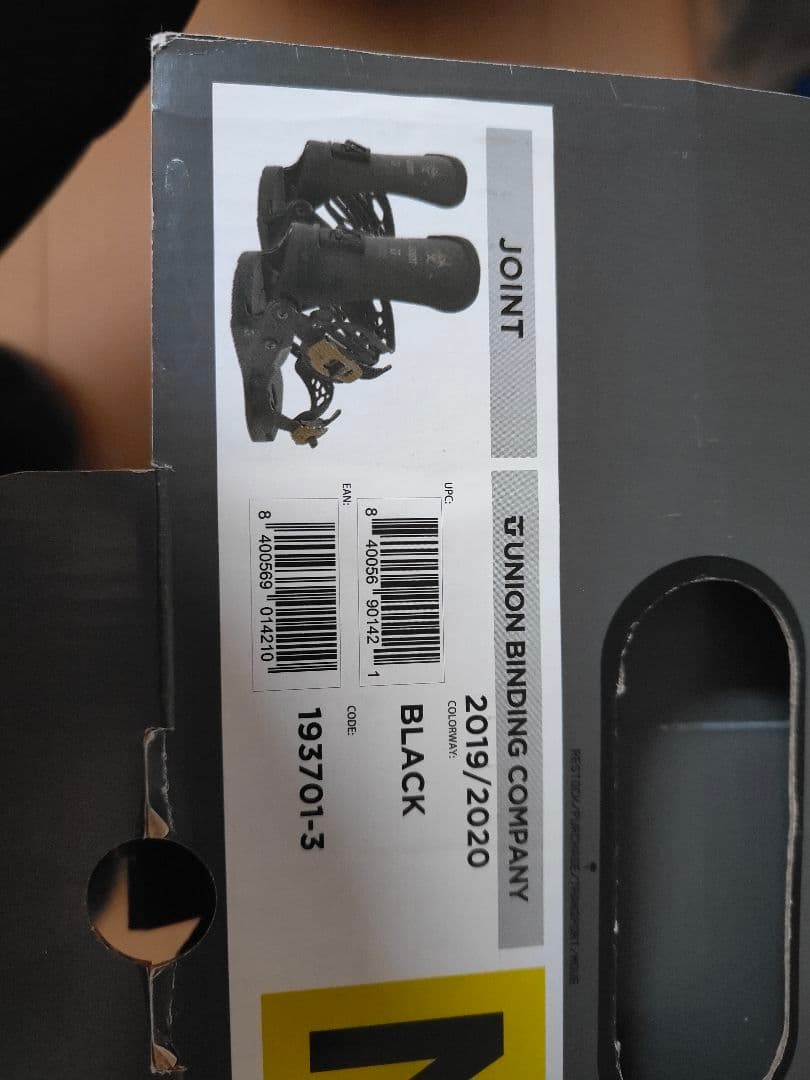 JOINT
UNION BINDING COMPANY
2019/2020
UPC:
8 40056 90142 1
COLORWAY:
BLACK
EAN:
8 400569 014210
CODE:
193701-3